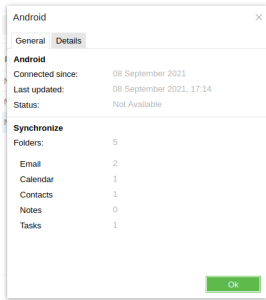 Android
General Details
Android
Connected since: 08 September 2021
Last updated: 08 September 2021, 17:14
Status: Not Available
Synchronize
Folders: 5
Email 2
Calendar 1
Contacts 1
Notes 0
Tasks 1
Ok